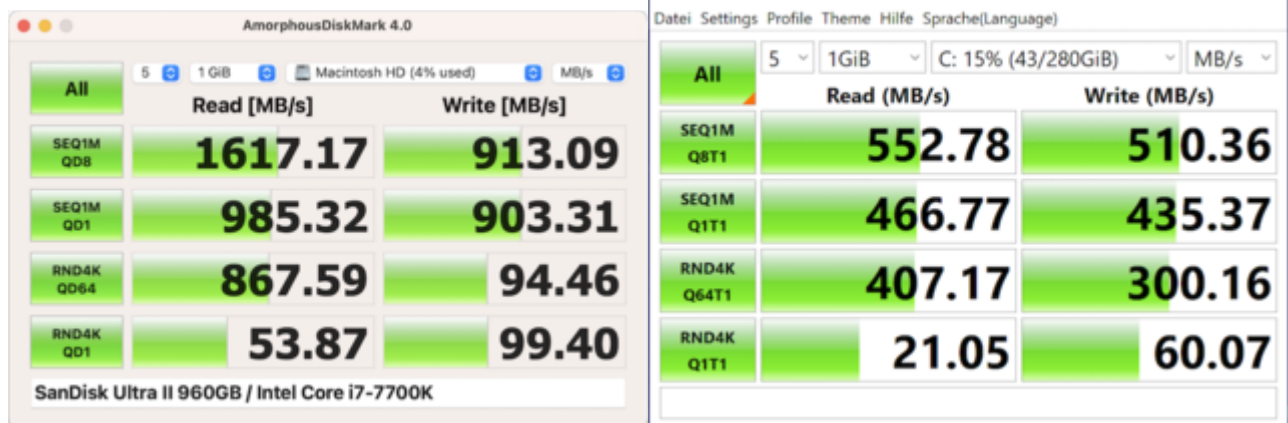 AmorphousDiskMark 4.0
All
5 1 GiB Macintosh HD (4% used) MB/s
Read [MB/s] Write [MB/s]
SEQ1M
QD8
1617.17 913.09
SEQ1M
QD1
985.32 903.31
RND4K
QD64
867.59 94.46
RND4K
QD1
53.87 99.40
SanDisk Ultra II 960GB / Intel Core i7-7700K
Datei Settings Profile Theme Hilfe Sprache(Language)
All
5 1GiB C: 15% (43/280GiB) MB/s
Read (MB/s) Write (MB/s)
SEQ1M
Q8T1
552.78 510.36
SEQ1M
Q1T1
466.77 435.37
RND4K
Q64T1
407.17 300.16
RND4K
Q1T1
21.05 60.07